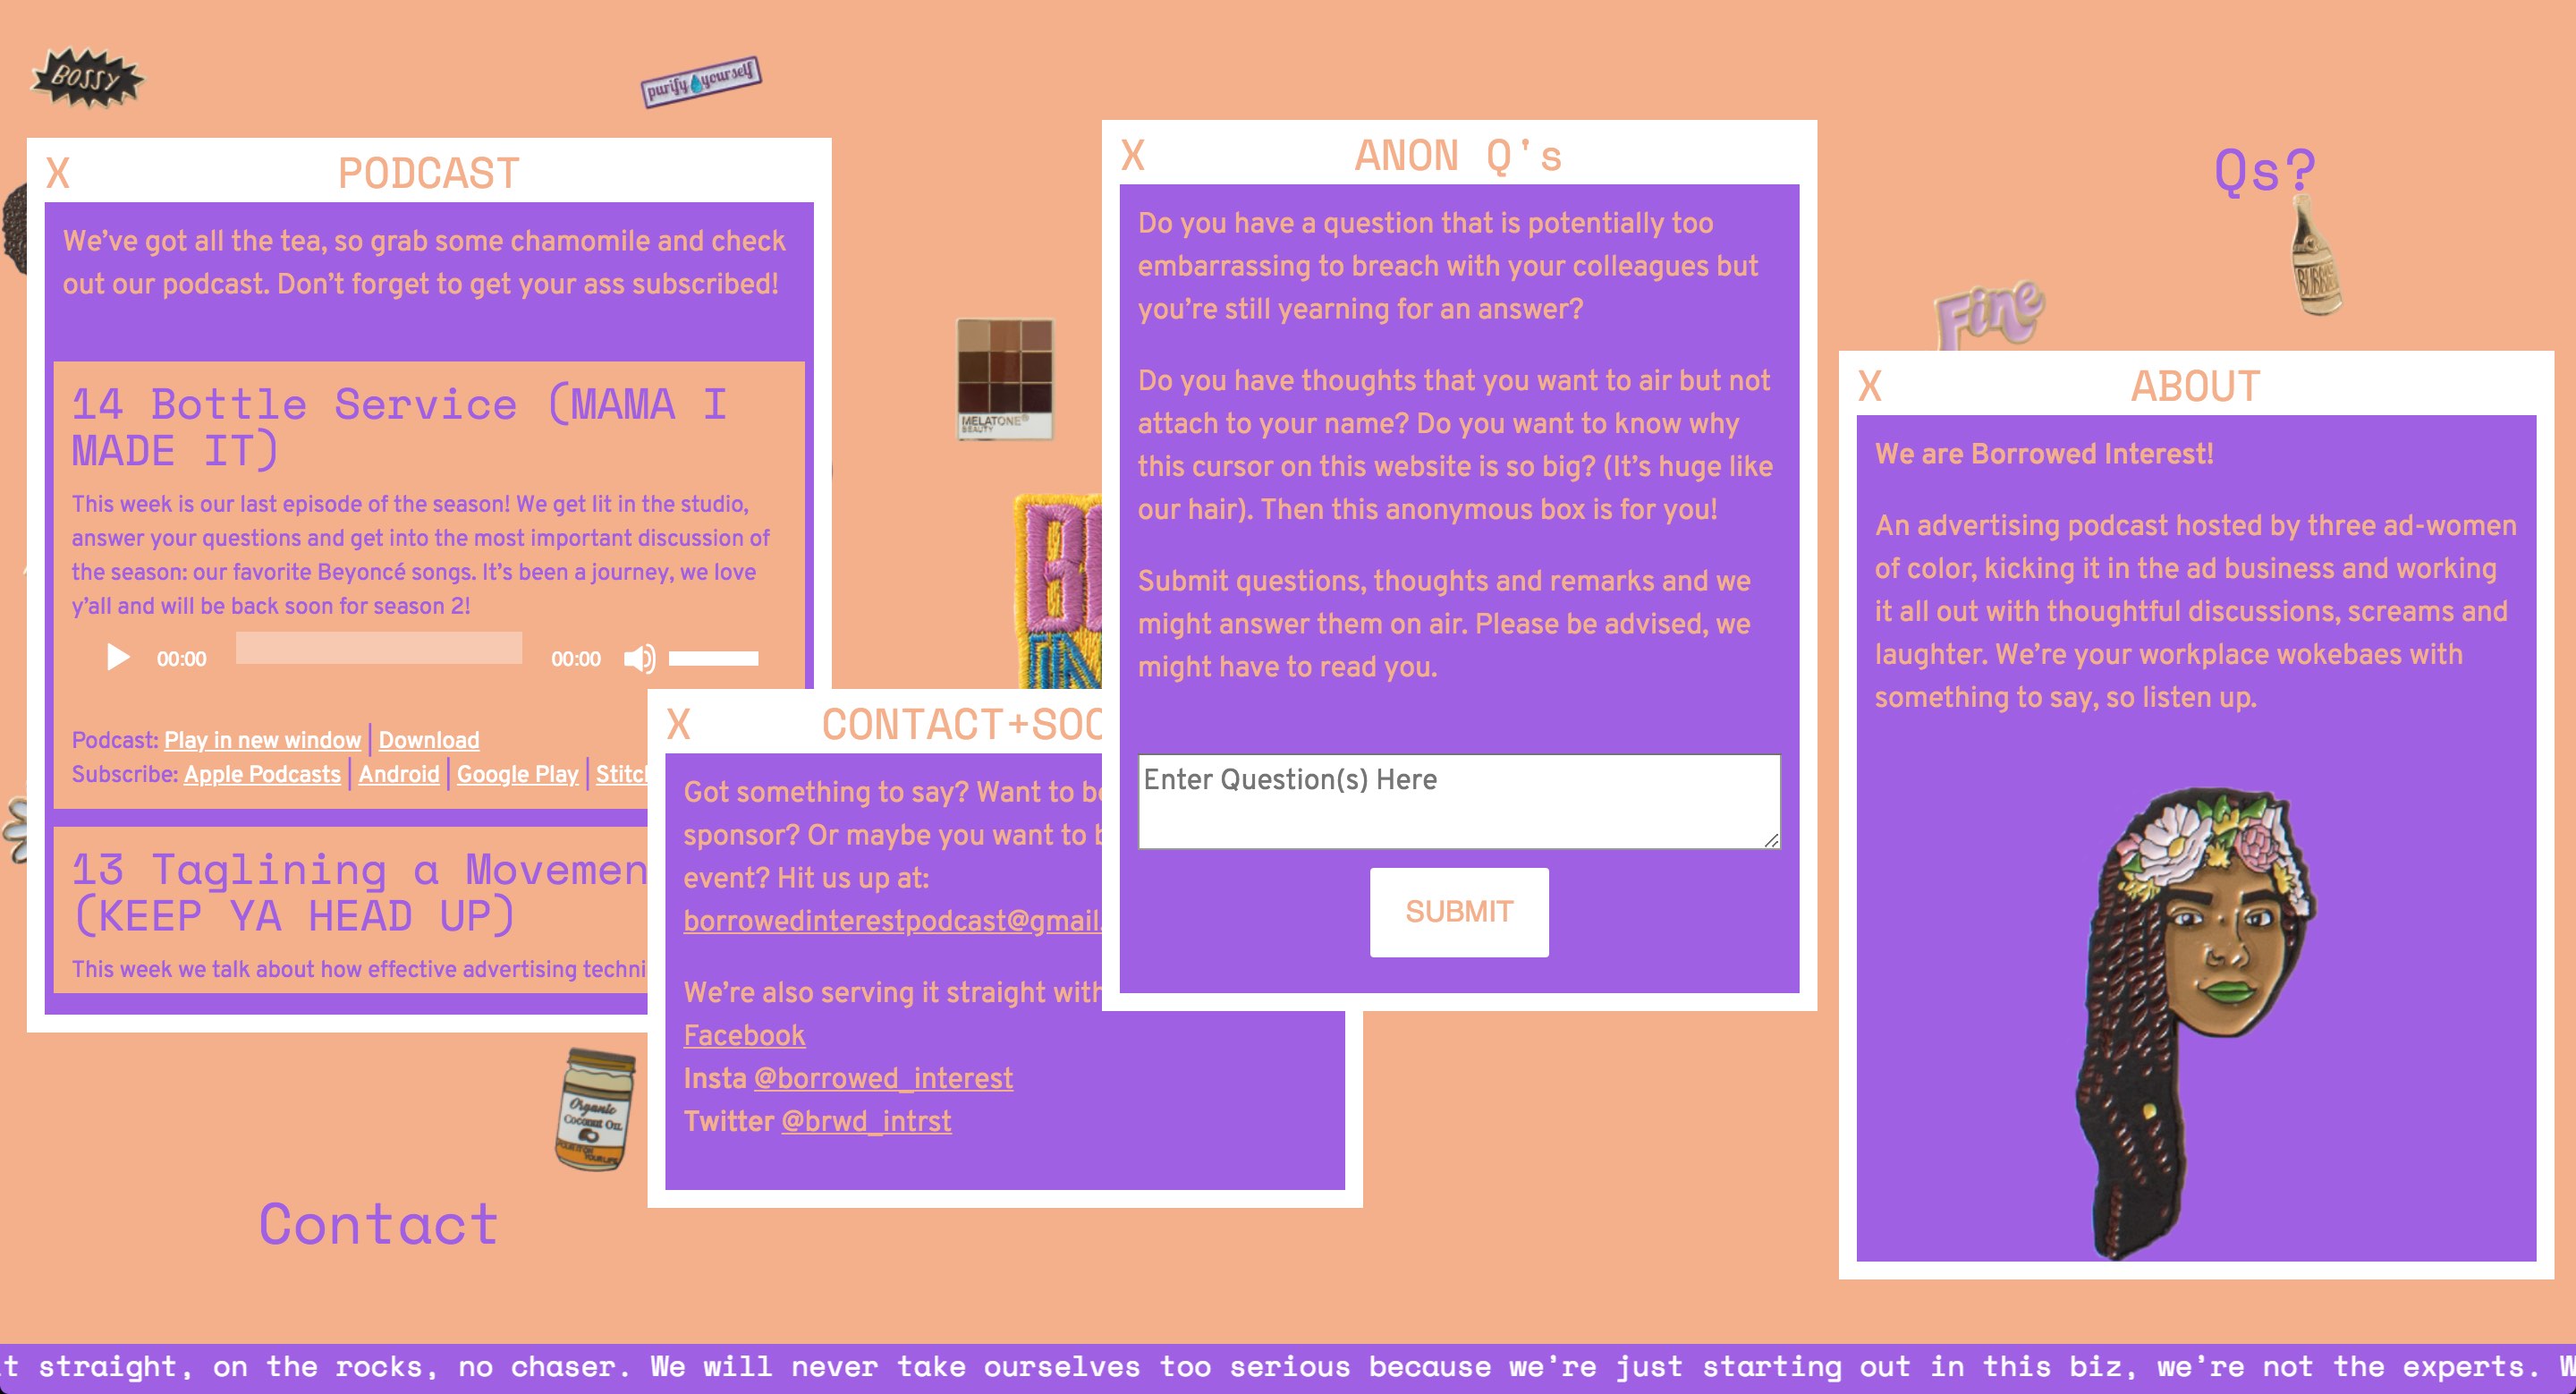 BOSSY
purify yourself
X PODCAST
We’ve got all the tea, so grab some chamomile and check
out our podcast. Don’t forget to get your ass subscribed!
14 Bottle Service (MAMA I
MADE IT)
This week is our last episode of the season! We get lit in the studio,
answer your questions and get into the most important discussion of
the season: our favorite Beyoncé songs. It’s been a journey, we love
y’all and will be back soon for season 2!
00:00 00:00
Podcast: Play in new window | Download
Subscribe: Apple Podcasts | Android | Google Play | Stitc
13 Taglining a Movemen
(KEEP YA HEAD UP)
This week we talk about how effective advertising techni
MELATONE®
BEAUTY
X CONTACT+SOC
Got something to say? Want to b
sponsor? Or maybe you want to b
event? Hit us up at:
borrowedinterestpodcast@gmail.
We’re also serving it straight with
Facebook
Insta @borrowed_interest
Twitter @brwd_intrst
X ANON Q's
Do you have a question that is potentially too
embarrassing to breach with your colleagues but
you’re still yearning for an answer?
Do you have thoughts that you want to air but not
attach to your name? Do you want to know why
this cursor on this website is so big? (It’s huge like
our hair). Then this anonymous box is for you!
Submit questions, thoughts and remarks and we
might answer them on air. Please be advised, we
might have to read you.
Enter Question(s) Here
SUBMIT
Qs?
Fine
X ABOUT
We are Borrowed Interest!
An advertising podcast hosted by three ad-women
of color, kicking it in the ad business and working
it all out with thoughtful discussions, screams and
laughter. We’re your workplace wokebaes with
something to say, so listen up.
Organic
Coconut Oil
Contact
t straight, on the rocks, no chaser. We will never take ourselves too serious because we’re just starting out in this biz, we’re not the experts. W